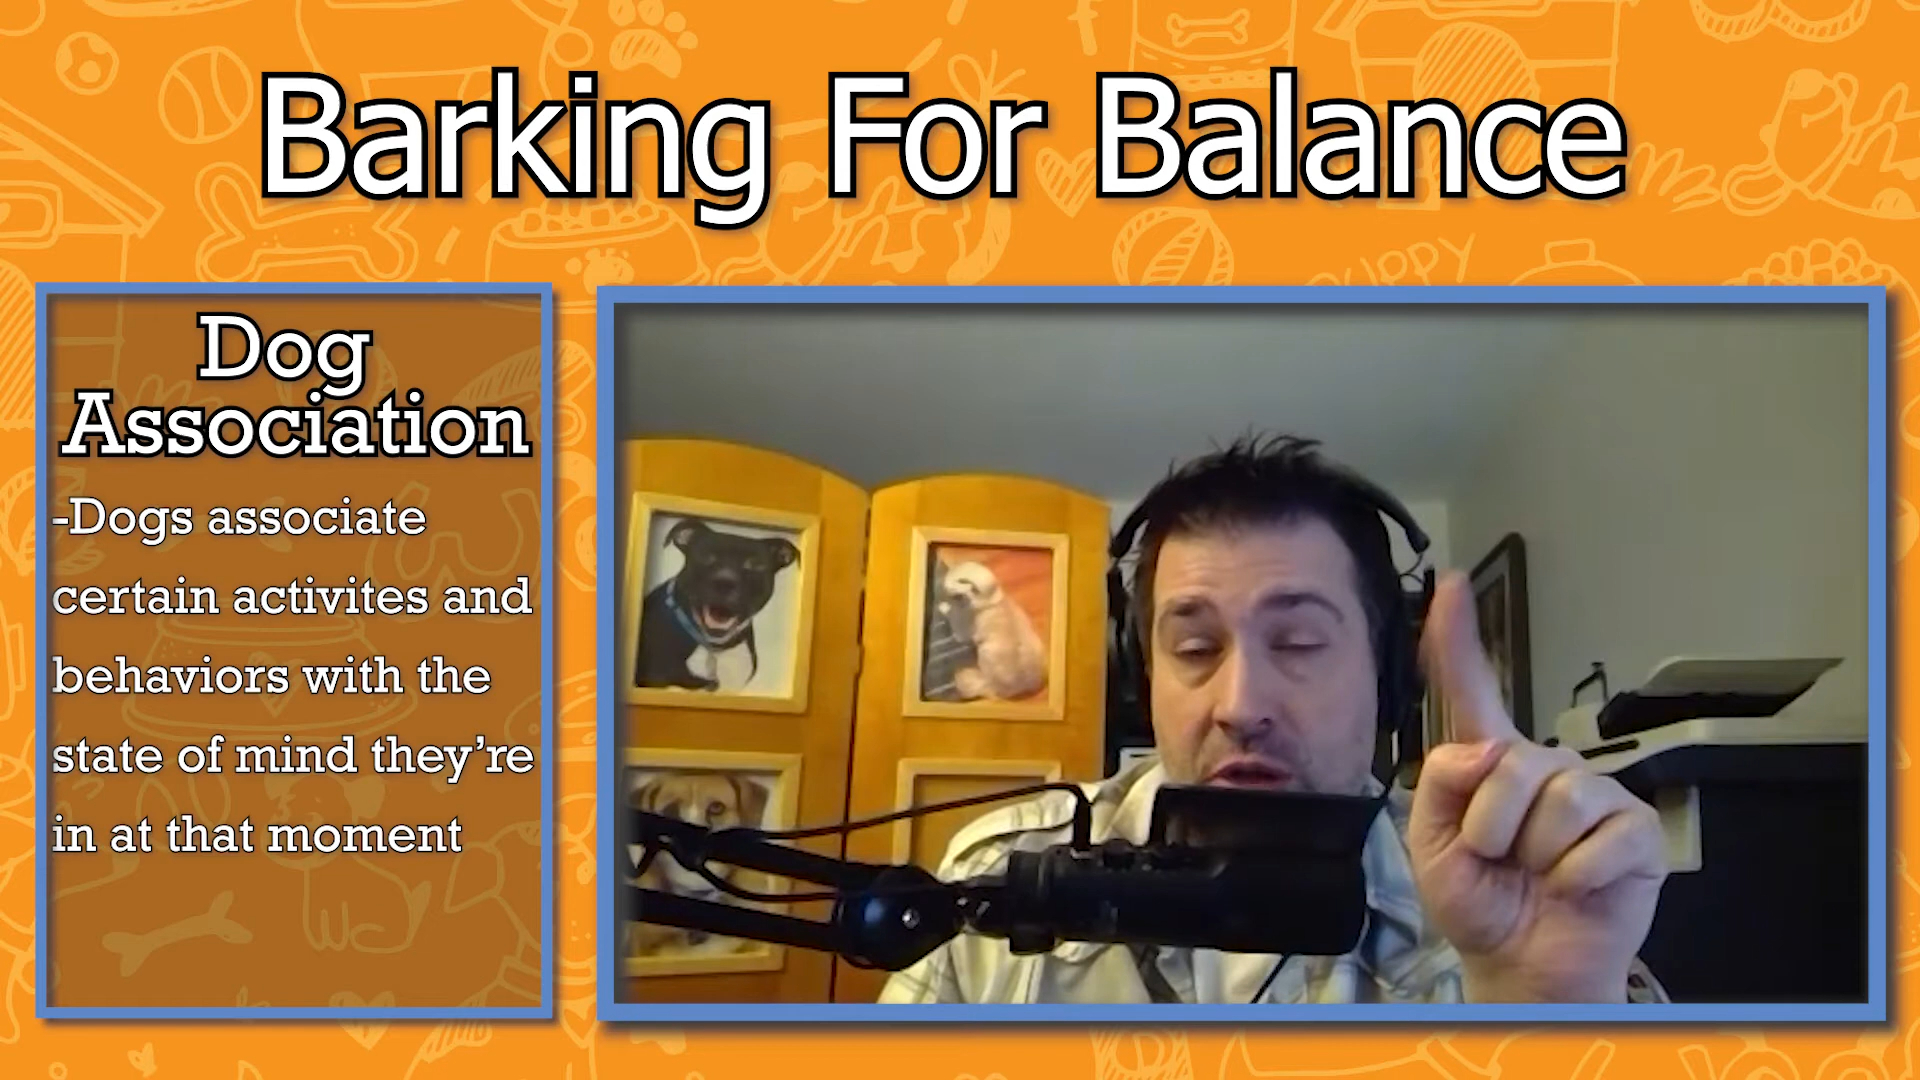 Barking For Balance
Dog
Association
-Dogs associate
certain activites and
behaviors with the
state of mind they're
in at that moment
PUPPY